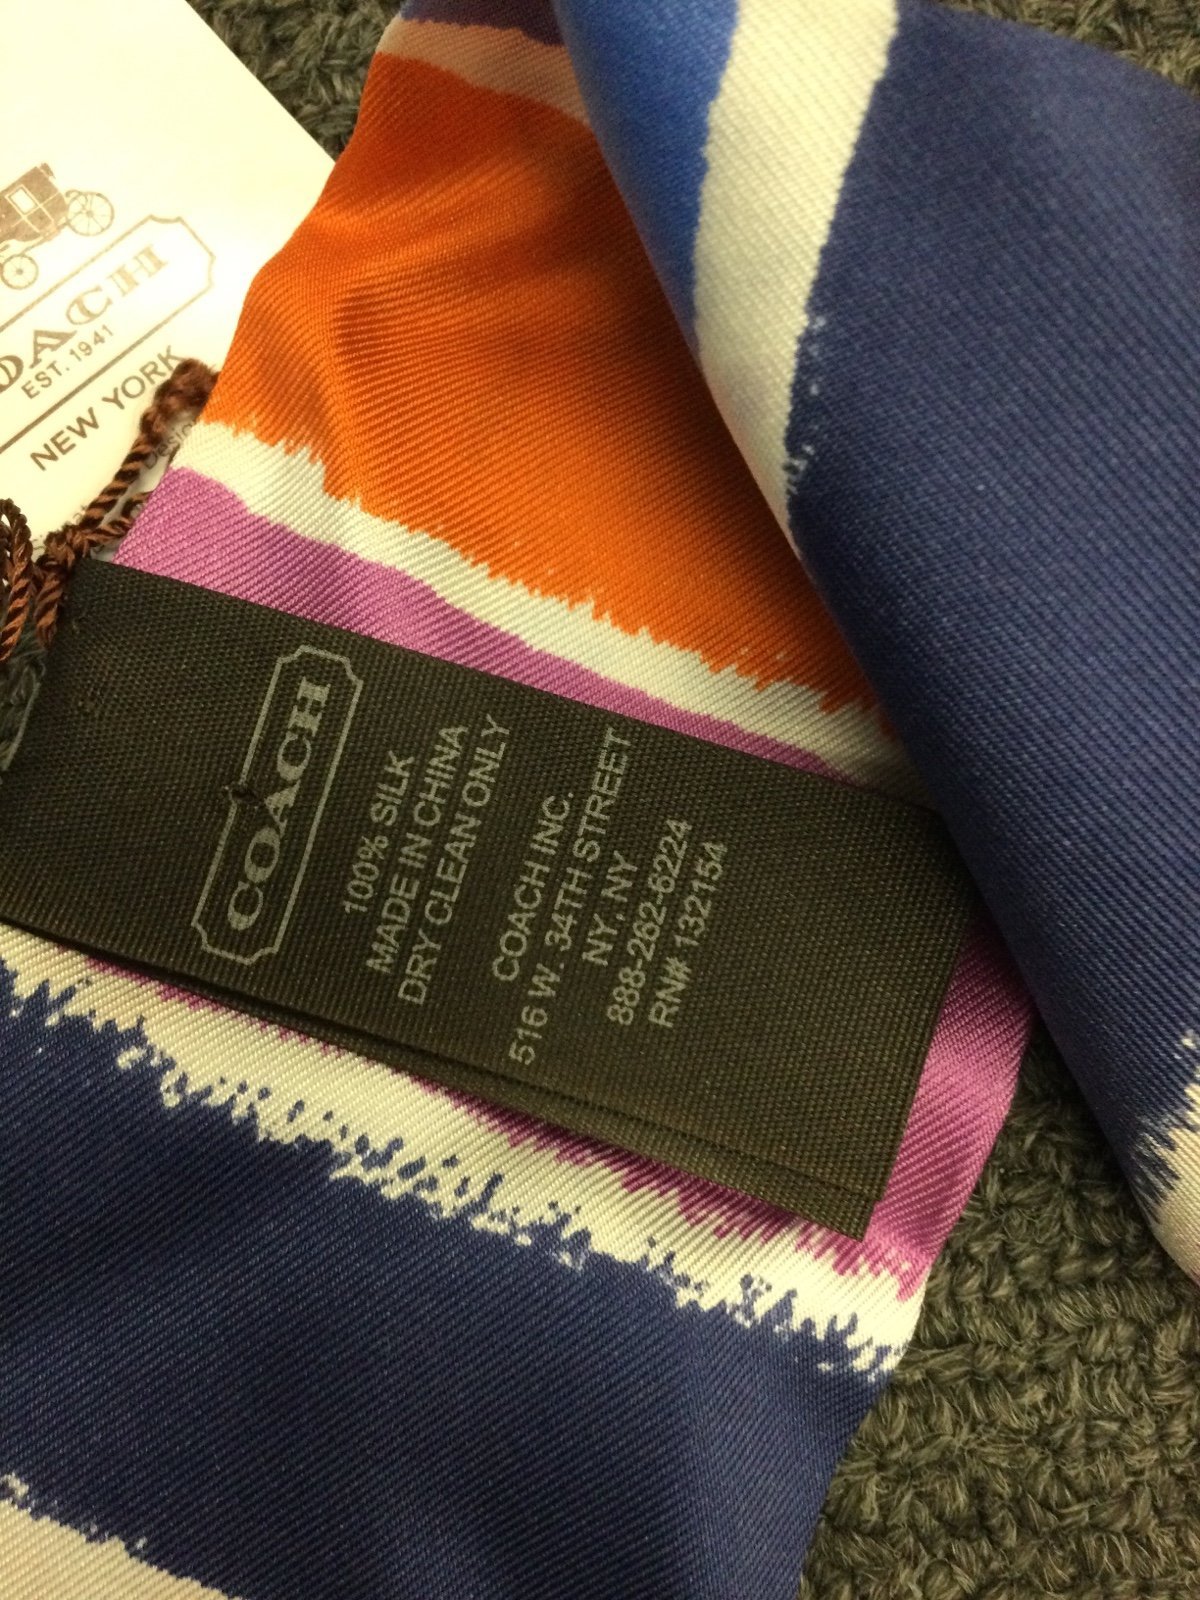 COACH
EST. 1941
NEW YORK
COACH
100% SILK
MADE IN CHINA
DRY CLEAN ONLY
COACH INC.
516 W. 34TH STREET
NY, NY
888-262-6224
RN# 132154